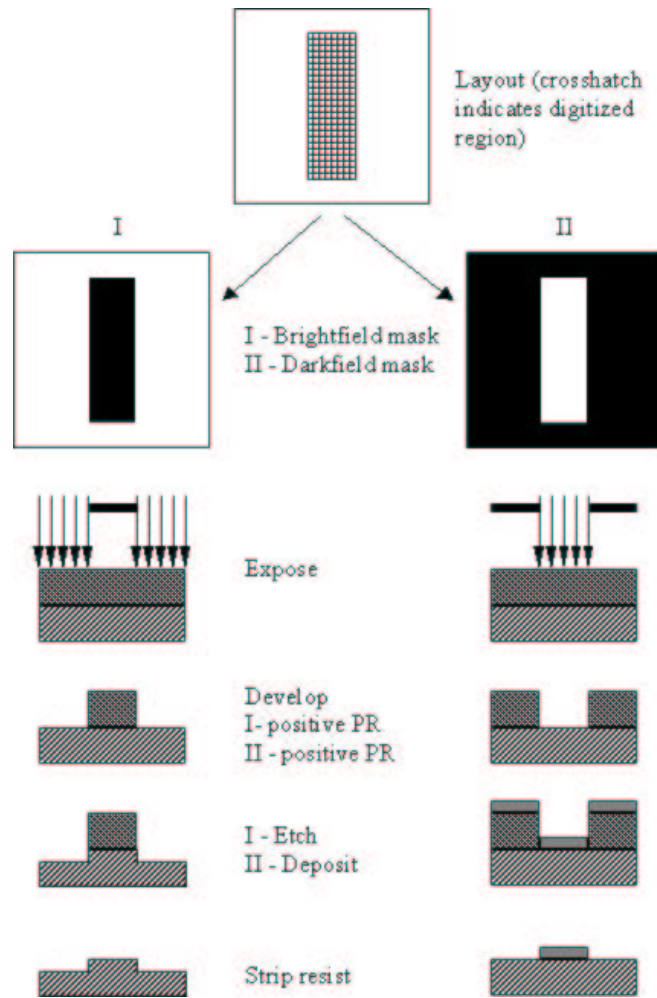 Layout (crosshatch
indicates digitized
region)
I
II
I - Brightfield mask
II - Darkfield mask
Expose
Develop
I- positive PR
II - positive PR
I - Etch
II - Deposit
Strip resist